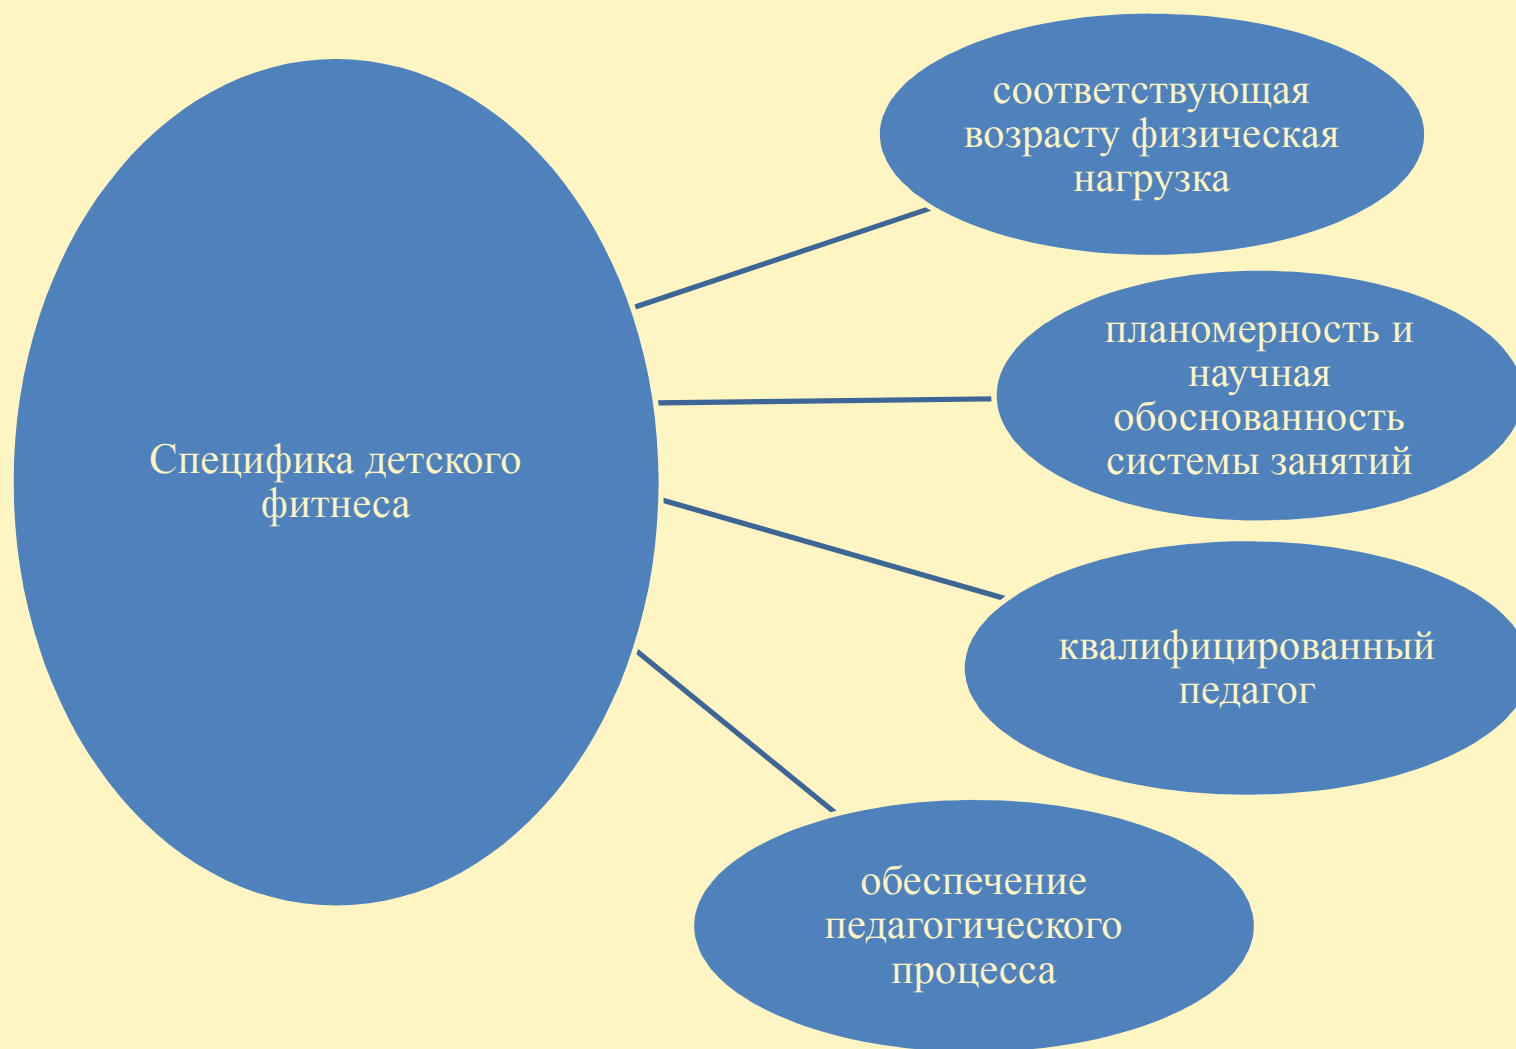 Специфика детского
фитнеса
соответствующая
возрасту физическая
нагрузка
планомерность и
научная
обоснованность
системы занятий
квалифицированный
педагог
обеспечение
педагогического
процесса